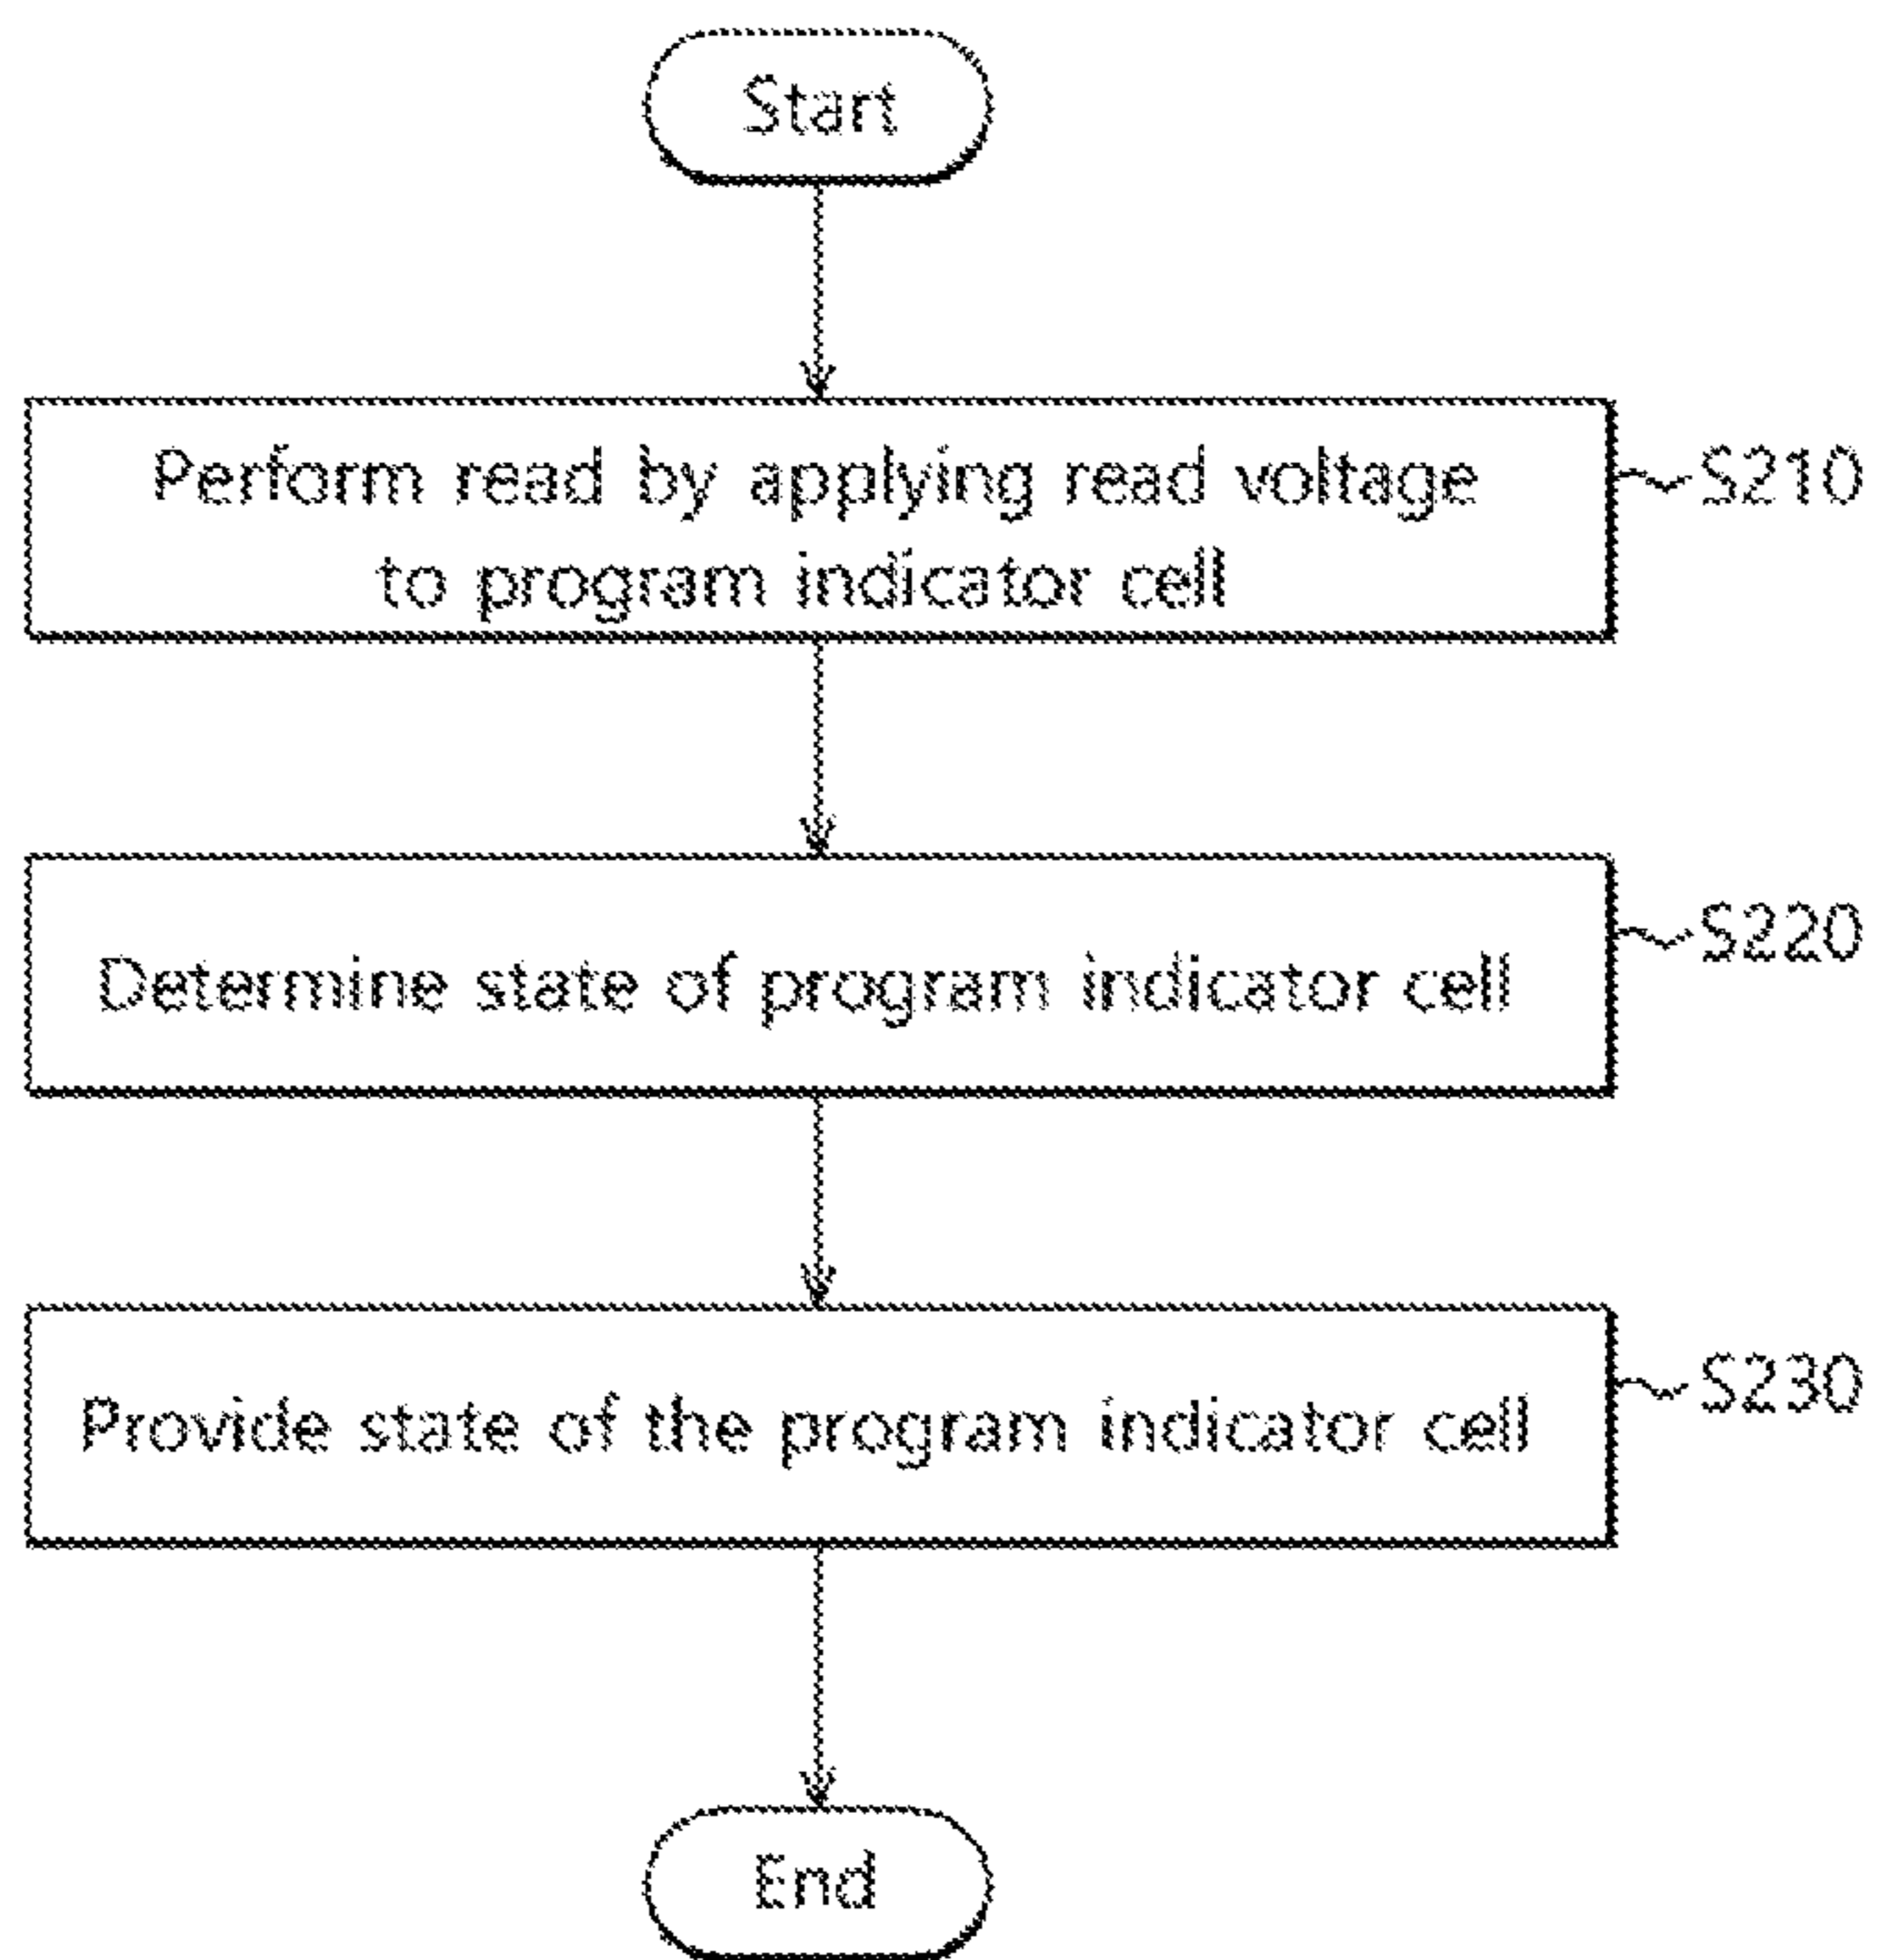 Start
Perform read by applying read voltage
to program indicator cell
S210
Determine state of program indicator cell
S220
Provide state of the program indicator cell
S230
End